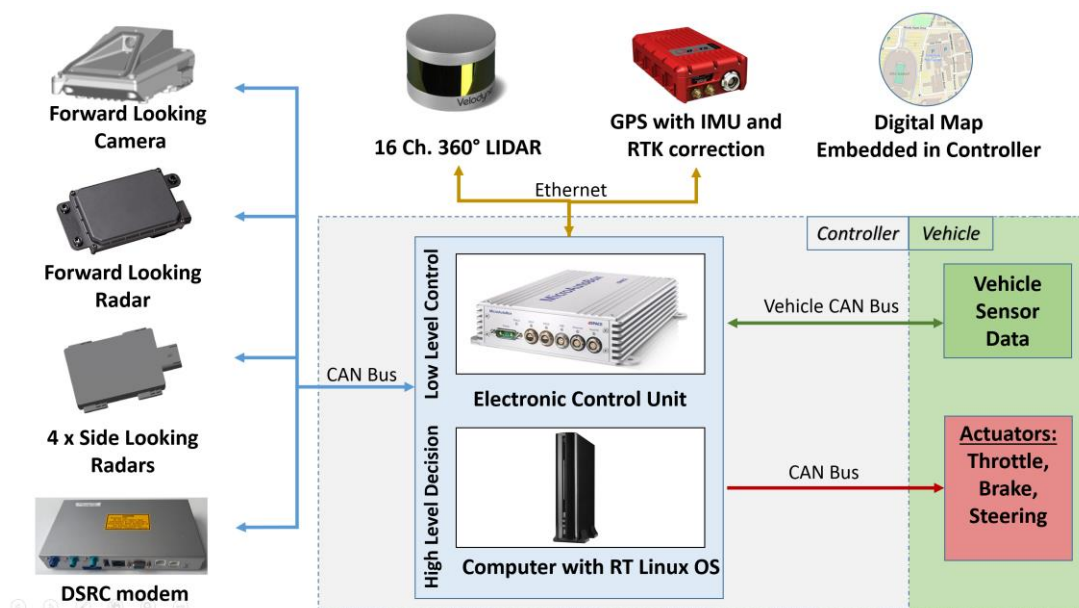 Forward Looking
Camera
Forward Looking
Radar
4 x Side Looking
Radars
DSRC modem
Velodyne
16 Ch. 360° LIDAR
GPS with IMU and
RTK correction
Digital Map
Embedded in Controller
Ethernet
CAN Bus
Controller
Vehicle
Low Level Control
MicroAutoBox
Electronic Control Unit
High Level Decision
Computer with RT Linux OS
Vehicle CAN Bus
Vehicle
Sensor
Data
CAN Bus
Actuators:
Throttle,
Brake,
Steering